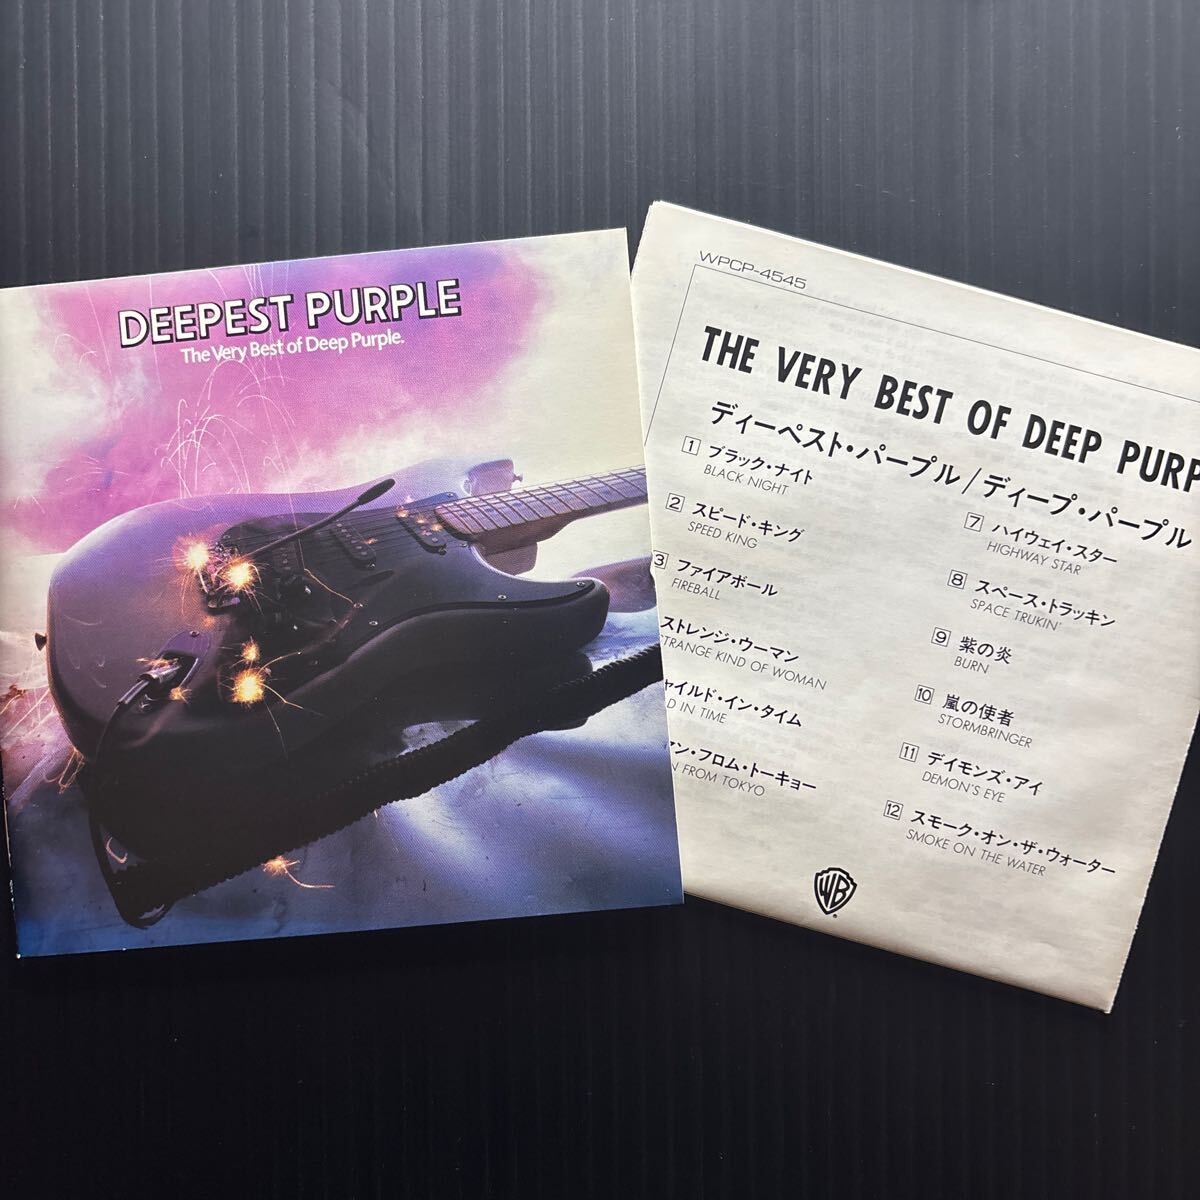 DEEPEST PURPLE
The Very Best of Deep Purple.
WPCP-4545
THE VERY BEST OF DEEP PURP
ディーペスト・パープル/ディープ・パープル
1 ブラック・ナイト
BLACK NIGHT
2 スピード・キング
SPEED KING
3 ファイアボール
FIREBALL
ストレンジ・ウーマン
TRANGE KIND OF WOMAN
ャイルド・イン・タイム
D IN TIME
マン・フロム・トーキョー
N FROM TOKYO
7 ハイウェイ・スター
HIGHWAY STAR
8 スペース・トラッキン
SPACE TRUKIN'
9 紫の炎
BURN
10 嵐の使者
STORMBRINGER
11 デイモンズ・アイ
DEMON'S EYE
12 スモーク・オン・ザ・ウォーター
SMOKE ON THE WATER
WB